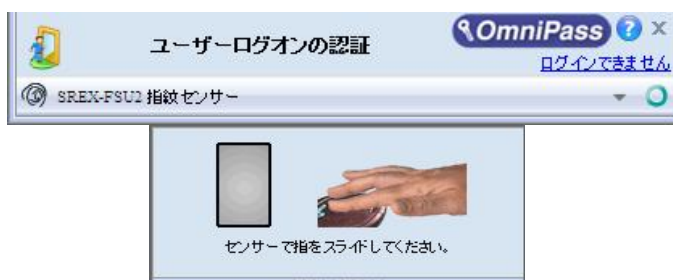 ユーザーログオンの認証
OmniPass
?
ログインできません
SREX-FSU2 指紋センサー
センサーで指をスライドしてください。